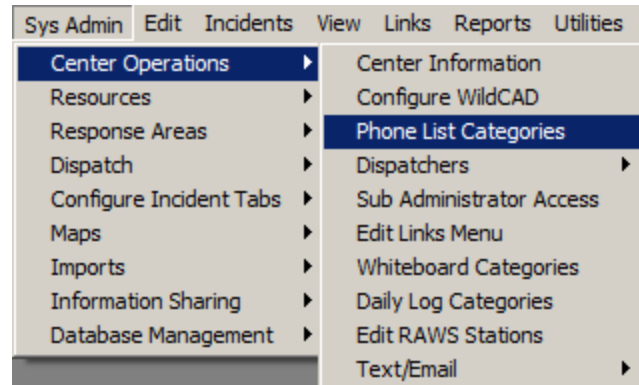 Sys Admin Edit Incidents View Links Reports Utilities
Center Operations
Resources
Response Areas
Dispatch
Configure Incident Tabs
Maps
Imports
Information Sharing
Database Management
Center Information
Configure WildCAD
Phone List Categories
Dispatchers
Sub Administrator Access
Edit Links Menu
Whiteboard Categories
Daily Log Categories
Edit RAWS Stations
Text/Email